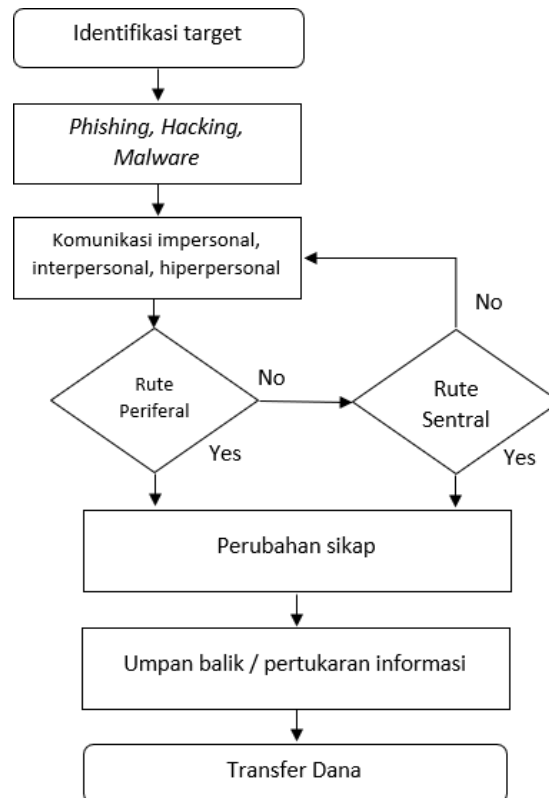 Identifikasi target
Phishing, Hacking,
Malware
Komunikasi impersonal,
interpersonal, hiperpersonal
No
Rute
Periferal
No
Rute
Sentral
Yes
Yes
Perubahan sikap
Umpan balik / pertukaran informasi
Transfer Dana